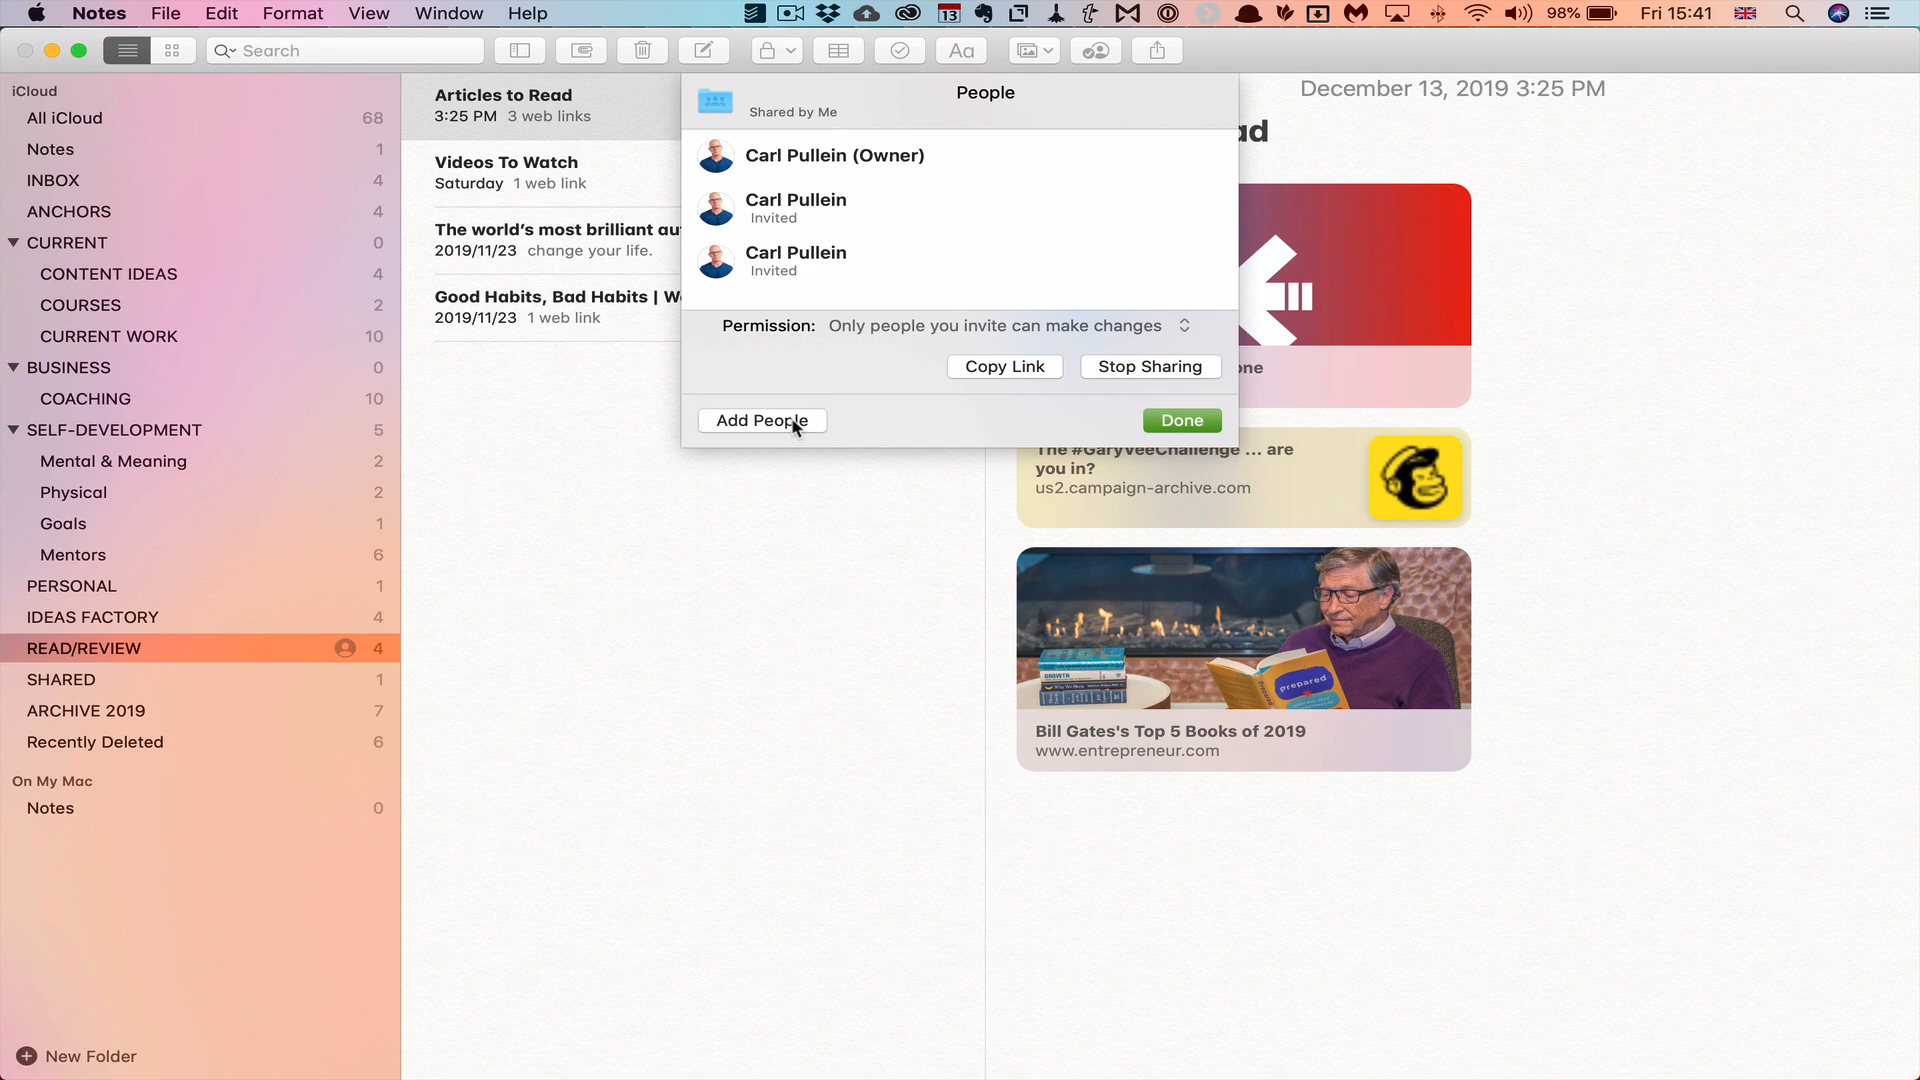 Notes File Edit Format View Window Help 13 98% Fri 15:41
Search Aa
iCloud
All iCloud 68
Notes 1
INBOX 4
ANCHORS 4
CURRENT 0
CONTENT IDEAS 4
COURSES 2
CURRENT WORK 10
BUSINESS 0
COACHING 10
SELF-DEVELOPMENT 5
Mental & Meaning 2
Physical 2
Goals 1
Mentors 6
PERSONAL 1
IDEAS FACTORY 4
READ/REVIEW 4
SHARED 1
ARCHIVE 2019 7
Recently Deleted 6
On My Mac
Notes 0
New Folder
Articles to Read
3:25 PM 3 web links
Videos To Watch
Saturday 1 web link
The world's most brilliant au
2019/11/23 change your life.
Good Habits, Bad Habits | W
2019/11/23 1 web link
People
Shared by Me
Carl Pullein (Owner)
Carl Pullein
Invited
Carl Pullein
Invited
Permission: Only people you invite can make changes
Copy Link Stop Sharing
Add People Done
December 13, 2019 3:25 PM
ad
one
The #GaryVeeChallenge ... are
you in?
us2.campaign-archive.com
GROWTH
Prepared
Bill Gates's Top 5 Books of 2019
www.entrepreneur.com